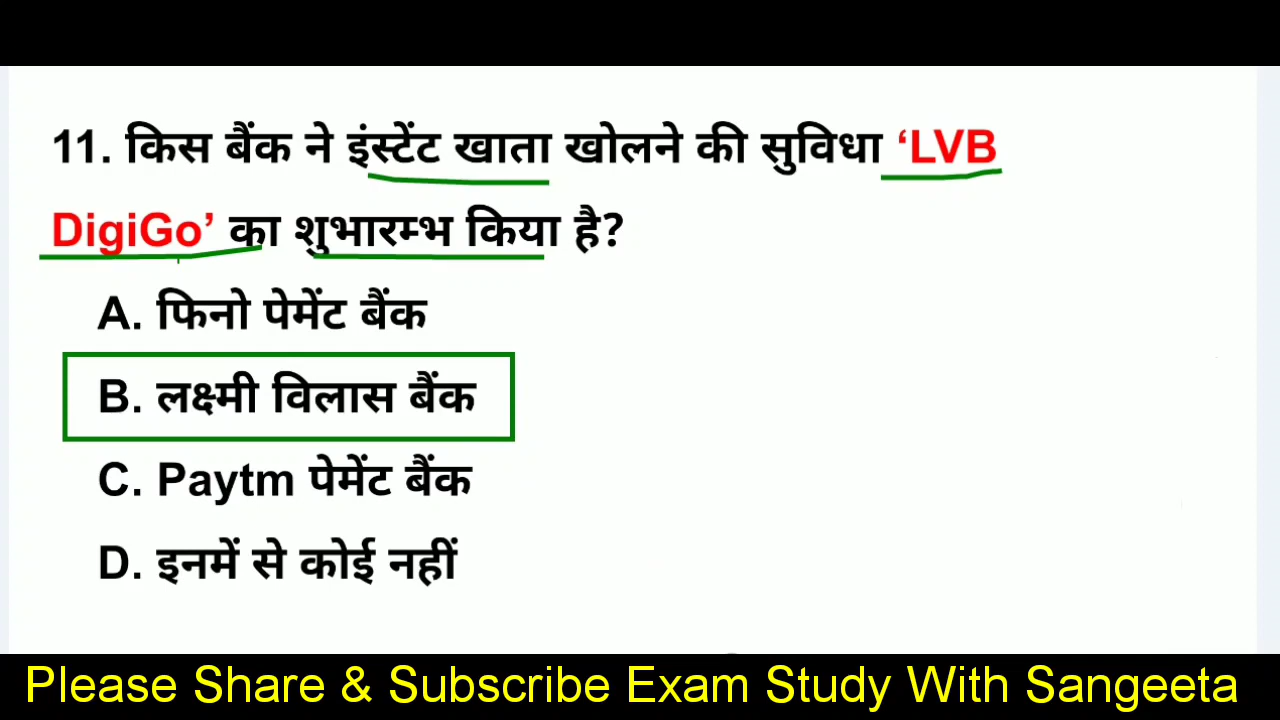 11. किस बैंक ने इंस्टेंट खाता खोलने की सुविधा ‘LVB
DigiGo’ का शुभारम्भ किया है?
A. फिनो पेमेंट बैंक
B. लक्ष्मी विलास बैंक
C. Paytm पेमेंट बैंक
D. इनमें से कोई नहीं
Please Share & Subscribe Exam Study With Sangeeta